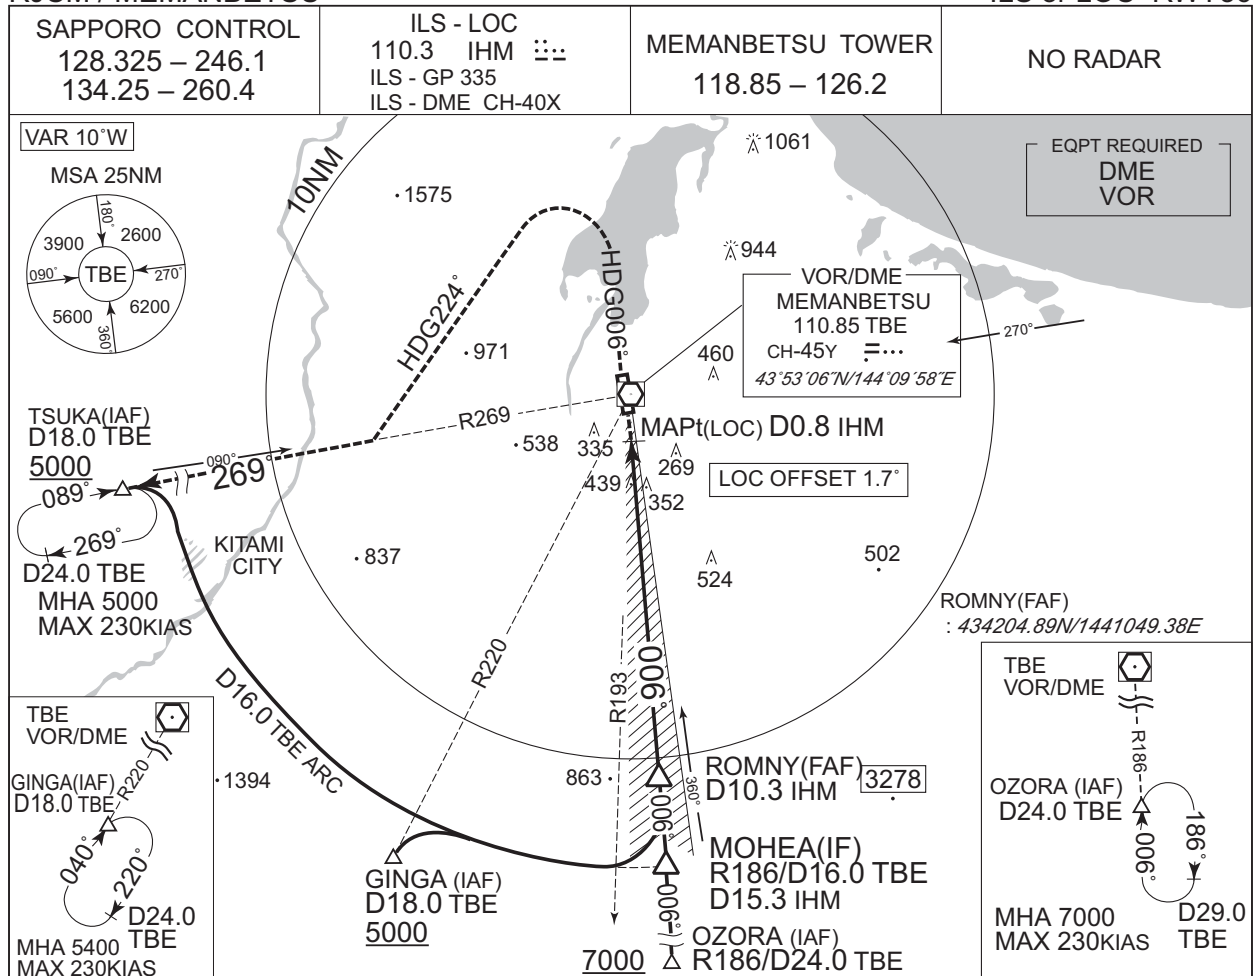 SAPPORO CONTROL
128.325 – 246.1
134.25 – 260.4
ILS - LOC
110.3 IHM
ILS - GP 335
ILS - DME CH-40X
MEMANBETSU TOWER
118.85 – 126.2
NO RADAR
VAR 10°W
MSA 25NM
180°
3900
2600
090°
TBE
270°
5600
6200
360°
10NM
1575
1061
EQPT REQUIRED
DME
VOR
944
HDG006°
HDG224°
VOR/DME
MEMANBETSU
110.85 TBE
CH-45Y
43°53´06˝N/144°09´58˝E
270°
971
460
TSUKA(IAF)
D18.0 TBE
5000
R269
538
335
MAPt(LOC) D0.8 IHM
269
LOC OFFSET 1.7°
439
352
090°
269°
089°
269°
D24.0 TBE
MHA 5000
MAX 230KIAS
KITAMI
CITY
837
524
502
ROMNY(FAF)
: 434204.89N/1441049.38E
R220
R193
006°
D16.0 TBE ARC
TBE
VOR/DME
R220
GINGA(IAF)
D18.0 TBE
040°
220°
D24.0
TBE
MHA 5400
MAX 230KIAS
1394
863
ROMNY(FAF)
D10.3 IHM
3278
360°
006°
MOHEA(IF)
R186/D16.0 TBE
D15.3 IHM
GINGA (IAF)
D18.0 TBE
5000
006°
7000
OZORA (IAF)
R186/D24.0 TBE
TBE
VOR/DME
R186
OZORA (IAF)
D24.0 TBE
006°
186°
MHA 7000
MAX 230KIAS
D29.0
TBE